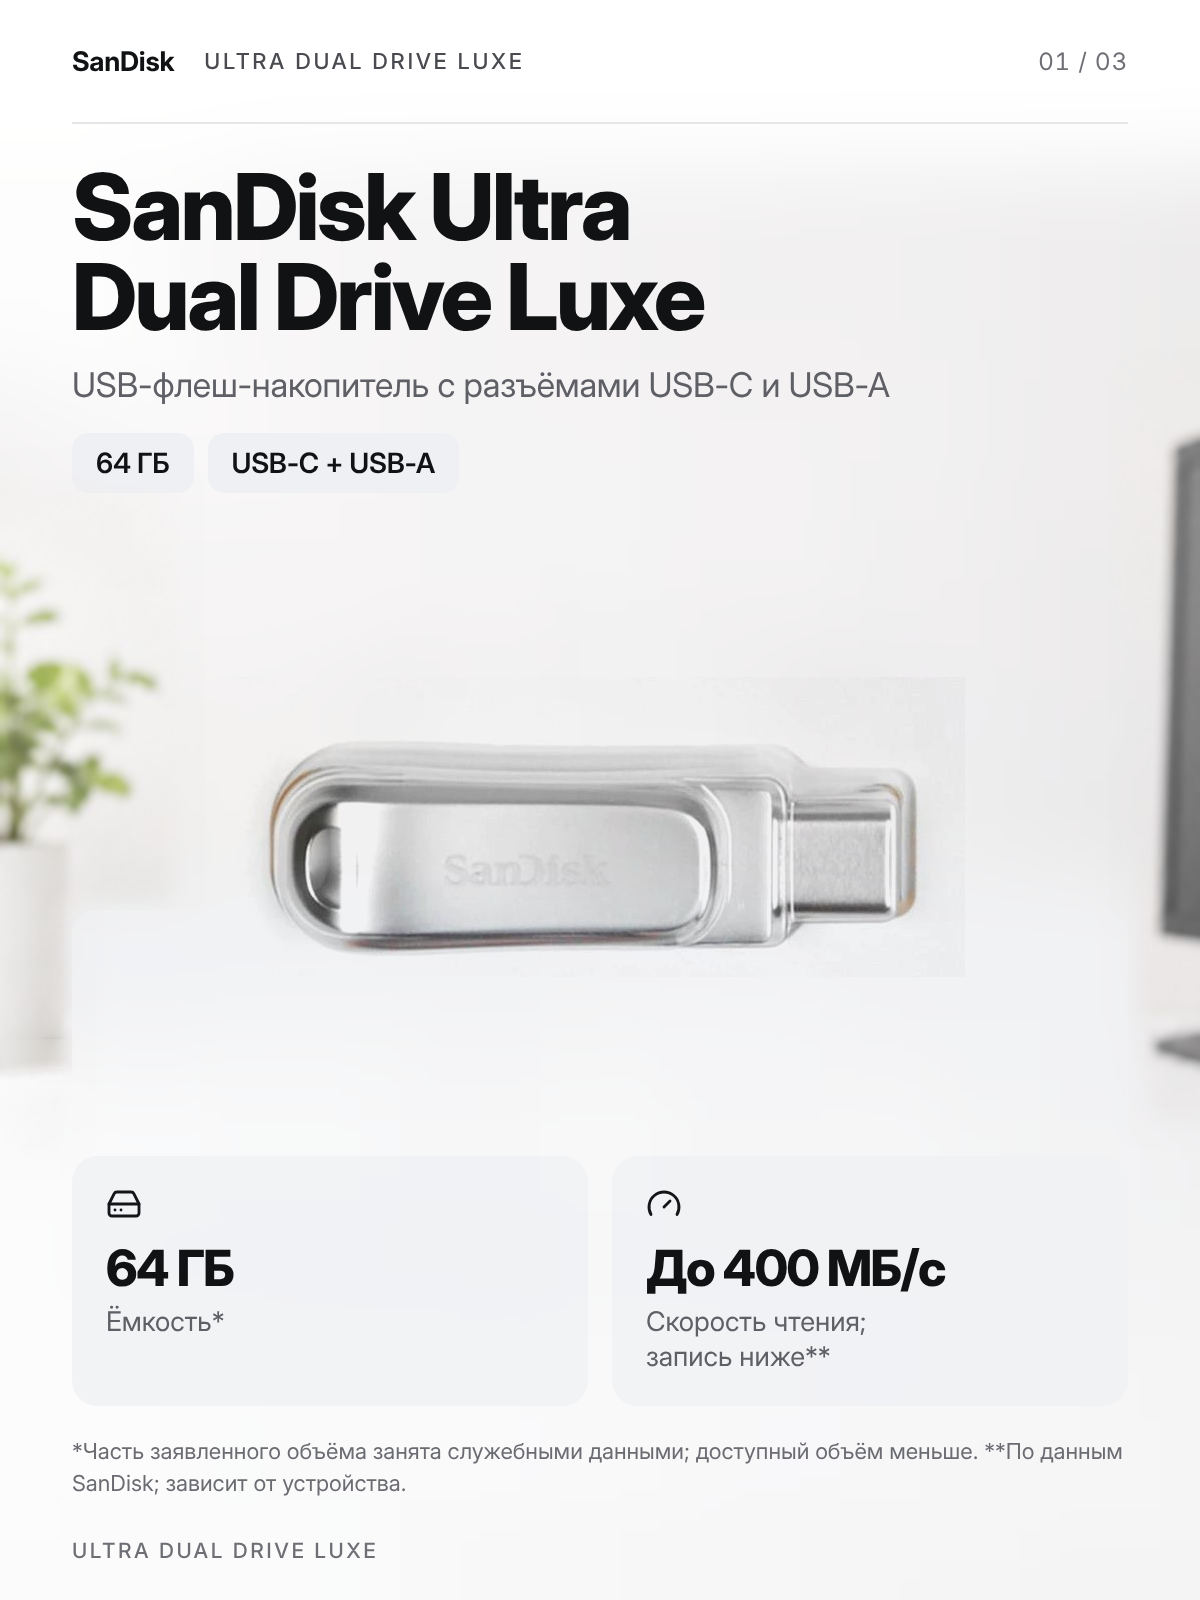 SanDisk ULTRA DUAL DRIVE LUXE 01 / 03
SanDisk Ultra
Dual Drive Luxe
USB-флеш-накопитель с разъёмами USB-C и USB-A
64 ГБ USB-C + USB-A
SanDisk
64 ГБ
Ёмкость*
До 400 МБ/с
Скорость чтения;
запись ниже**
*Часть заявленного объёма занята служебными данными; доступный объём меньше. **По данным
SanDisk; зависит от устройства.
ULTRA DUAL DRIVE LUXE